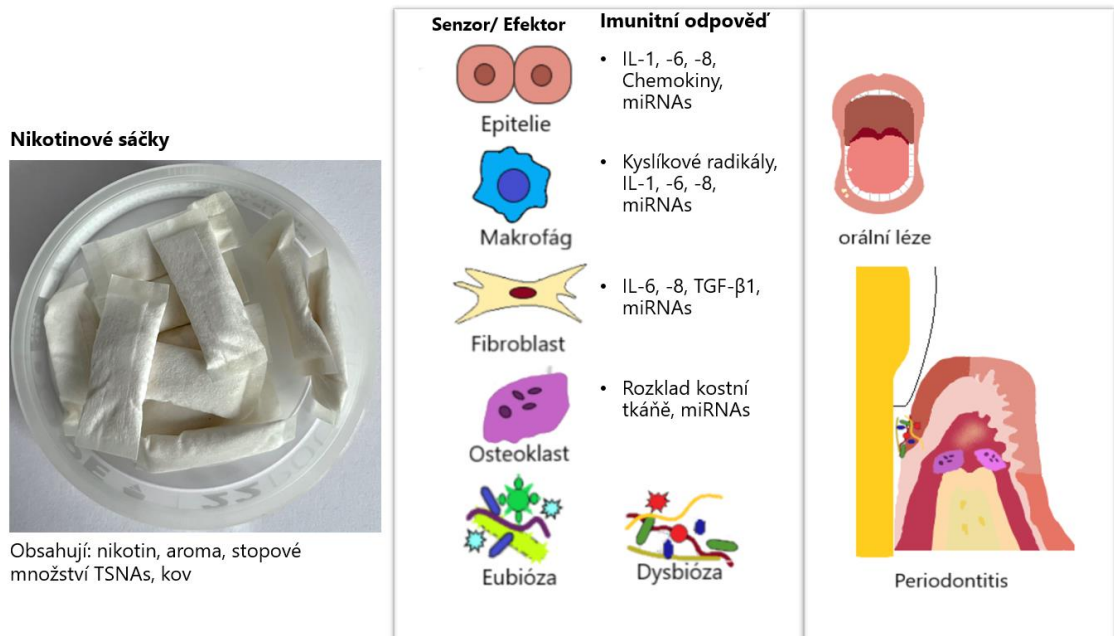 Nikotinové sáčky
Obsahují: nikotin, aroma, stopové
množství TSNAs, kov
Senzor/ Efektor
Imunitní odpověď
Epitelie
• IL-1, -6, -8,
Chemokiny,
miRNAs
Makrofág
• Kyslíkové radikály,
IL-1, -6, -8,
miRNAs
Fibroblast
• IL-6, -8, TGF-β1,
miRNAs
Osteoklast
• Rozklad kostní
tkáňě, miRNAs
Eubióza
Dysbióza
orální léze
Periodontitis